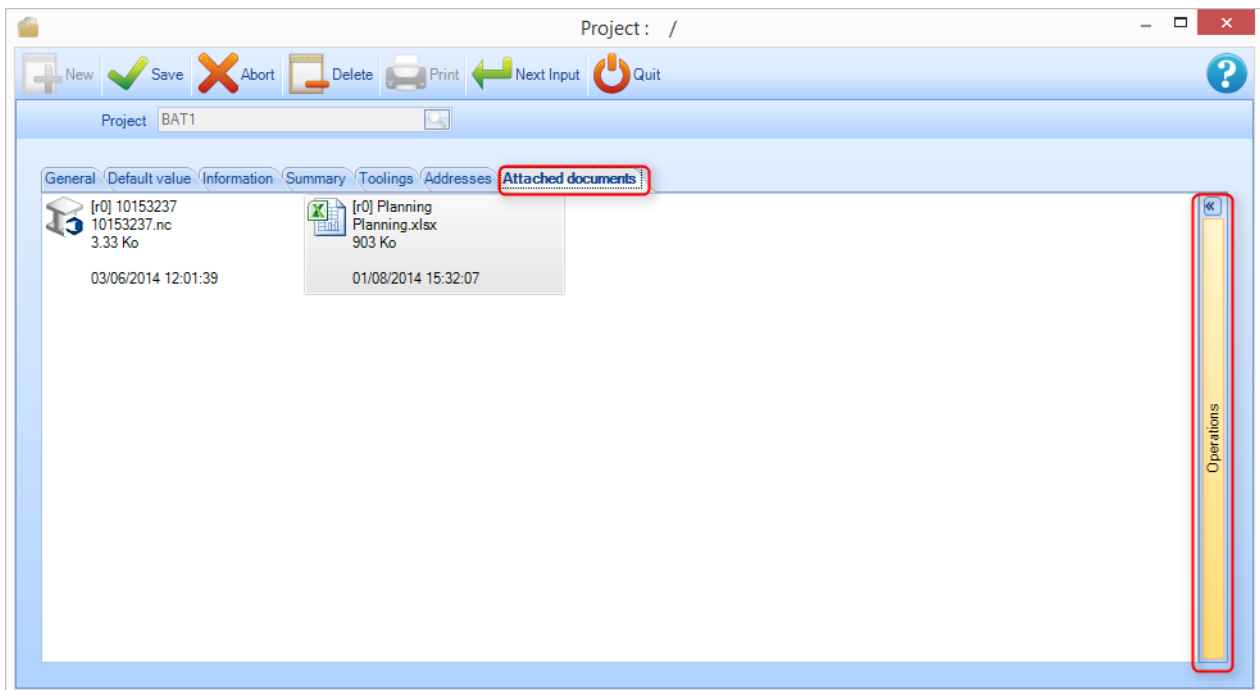 Project : /
New Save Abort Delete Print Next Input Quit ?
Project BAT1
General Default value Information Summary Toolings Addresses Attached documents
[r0] 10153237
10153237.nc
3.33 Ko
03/06/2014 12:01:39
[r0] Planning
Planning.xlsx
903 Ko
01/08/2014 15:32:07
Operations